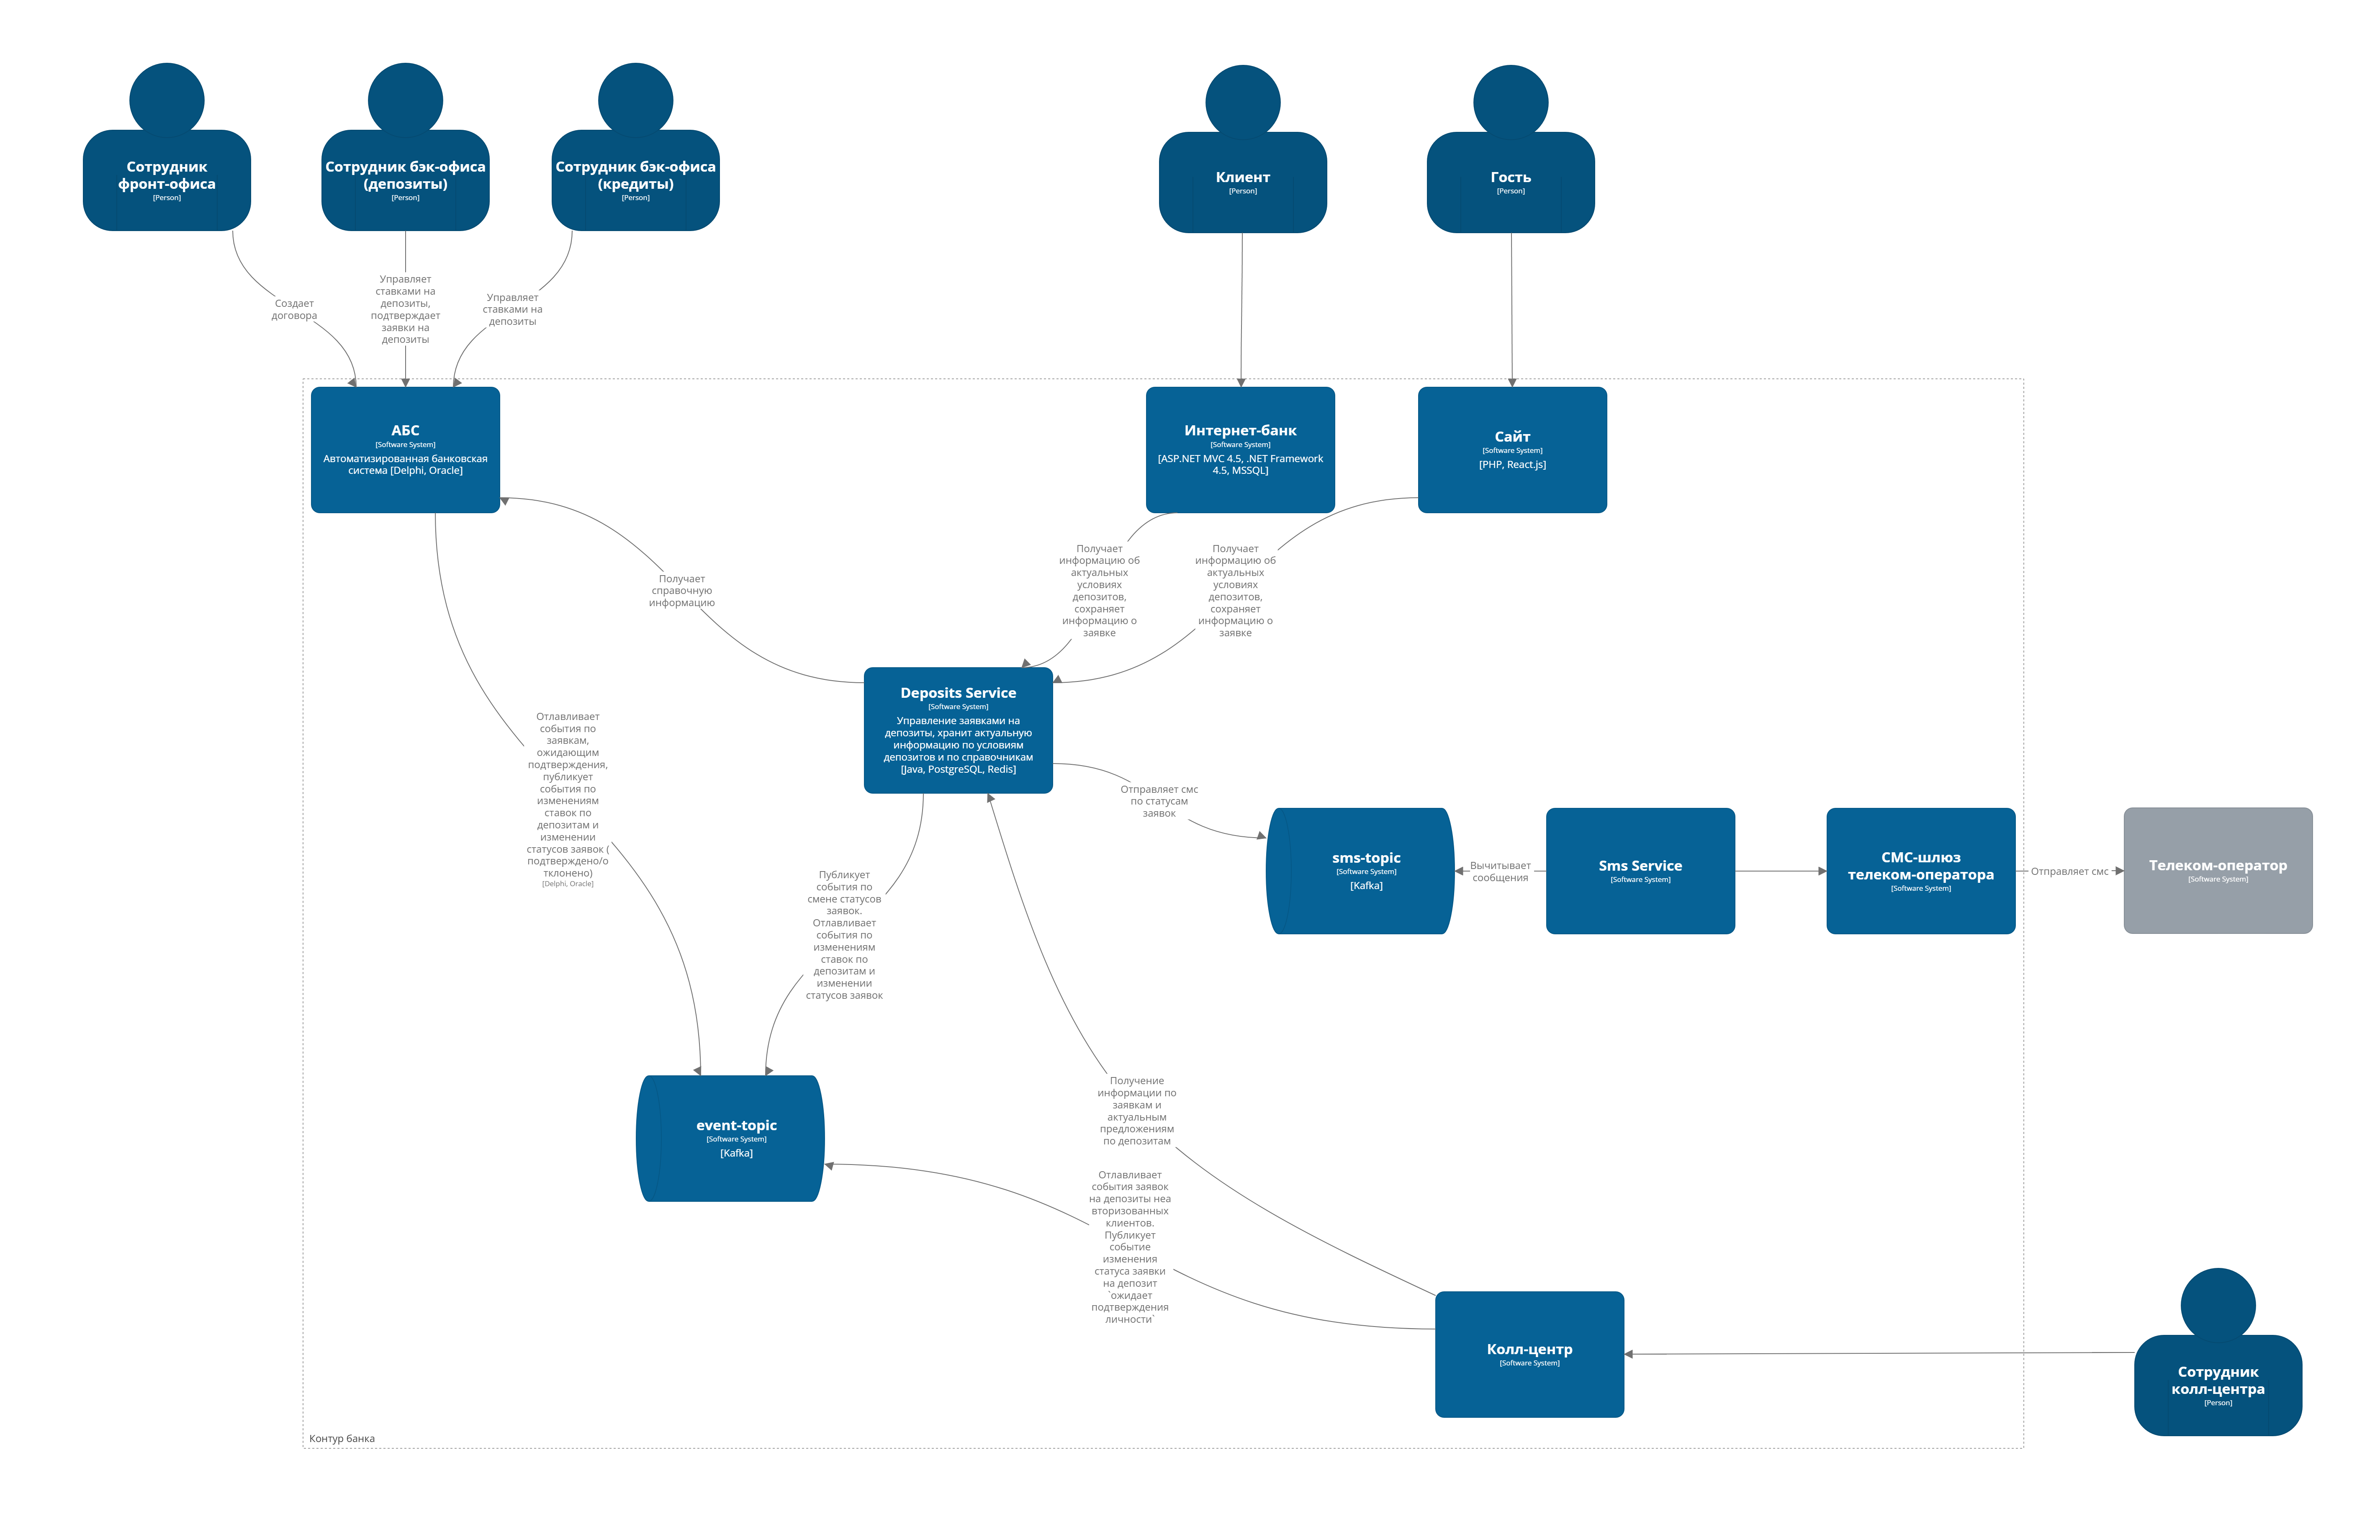 Сотрудник
фронт-офиса
[Person]
Сотрудник бэк-офиса
(депозиты)
[Person]
Сотрудник бэк-офиса
(кредиты)
[Person]
Клиент
[Person]
Гость
[Person]
Создает
договора
Управляет
ставками на
депозиты,
подтверждает
заявки на
депозиты
Управляет
ставками на
депозиты
АБС
[Software System]
Автоматизированная банковская
система [Delphi, Oracle]
Интернет-банк
[Software System]
[ASP.NET MVC 4.5, .NET Framework
4.5, MSSQL]
Сайт
[Software System]
[PHP, React.js]
Получает
справочную
информацию
Получает
информацию об
актуальных
условиях
депозитов,
сохраняет
информацию о
заявке
Получает
информацию об
актуальных
условиях
депозитов,
сохраняет
информацию о
заявке
Deposits Service
[Software System]
Управление заявками на
депозиты, хранит актуальную
информацию по условиям
депозитов и по справочникам
[Java, PostgreSQL, Redis]
Отлавливает
события по
заявкам,
ожидающим
подтверждения,
публикует
события по
изменениям
ставок по
депозитам и
изменении
статусов заявок (
подтверждено/о
тклонено)
[Delphi, Oracle]
Отправляет смс
по статусам
заявок
sms-topic
[Software System]
[Kafka]
Вычитывает
сообщения
Sms Service
[Software System]
СМС-шлюз
телеком-оператора
[Software System]
Отправляет смс
Телеком-оператор
[Software System]
Публикует
события по
смене статусов
заявок.
Отлавливает
события по
изменениям
ставок по
депозитам и
изменении
статусов заявок
event-topic
[Software System]
[Kafka]
Получение
информации по
заявкам и
актуальным
предложениям
по депозитам
Отлавливает
события заявок
на депозиты неа
вторизованных
клиентов.
Публикует
событие
изменения
статуса заявки
на депозит
`ожидает
подтверждения
личности`
Колл-центр
[Software System]
Сотрудник
колл-центра
[Person]
Контур банка